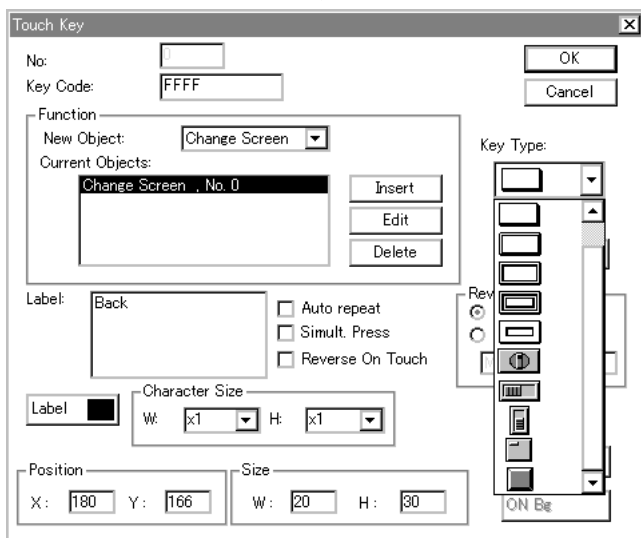 Touch Key
No:
0
OK
Key Code:
FFFF
Cancel
Function
New Object:
Change Screen
Key Type:
Current Objects:
Change Screen , No. 0
Insert
Edit
Delete
Label:
Back
Auto repeat
Simult. Press
Reverse On Touch
Rev
Label
Character Size
W:
x1
H:
x1
Position
X :
180
Y :
166
Size
W :
20
H :
30
ON Bg